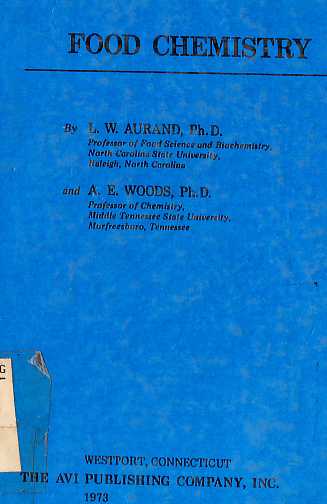 FOOD CHEMISTRY
By L. W. AURAND, Ph.D.
Professor of Food Science and Biochemistry,
North Carolina State University,
Raleigh, North Carolina
and A. E. WOODS, Ph.D.
Professor of Chemistry,
Middle Tennessee State University,
Murfreesboro, Tennessee
G
WESTPORT, CONNECTICUT
THE AVI PUBLISHING COMPANY, INC.
1973